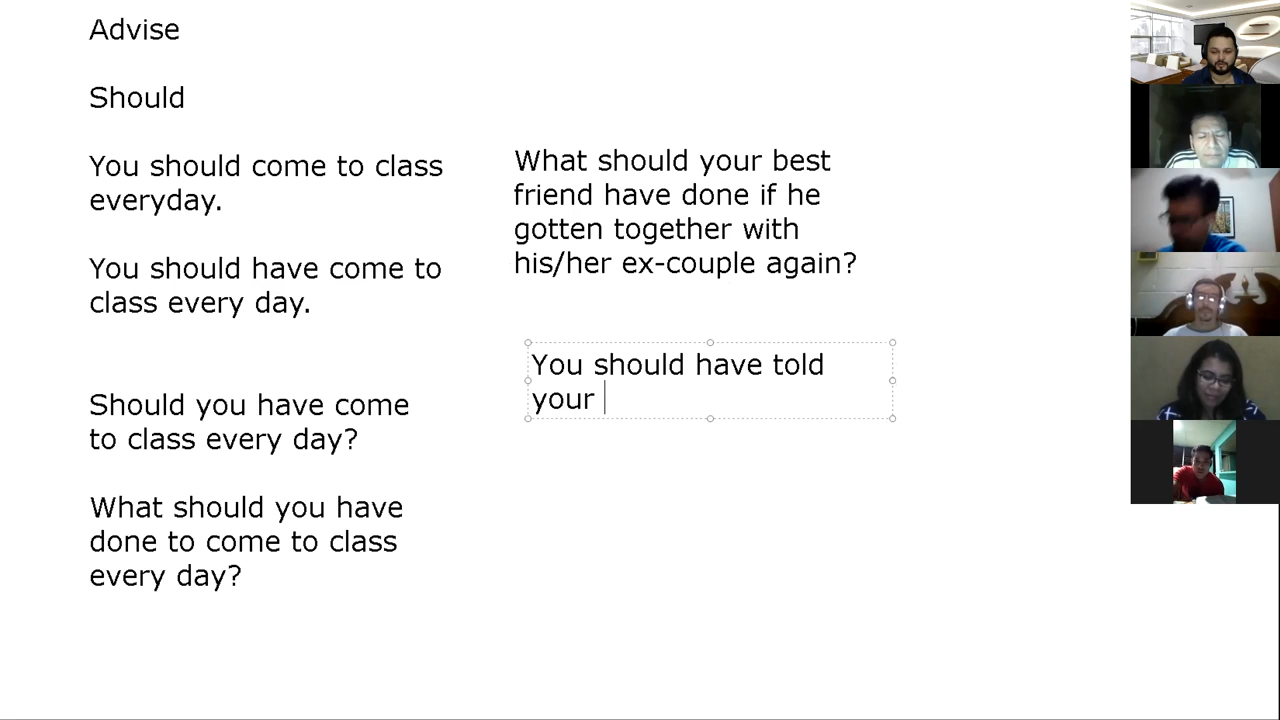 Advise
Should
You should come to class
everyday.
You should have come to
class every day.
Should you have come
to class every day?
What should you have
done to come to class
every day?
What should your best
friend have done if he
gotten together with
his/her ex-couple again?
You should have told
your